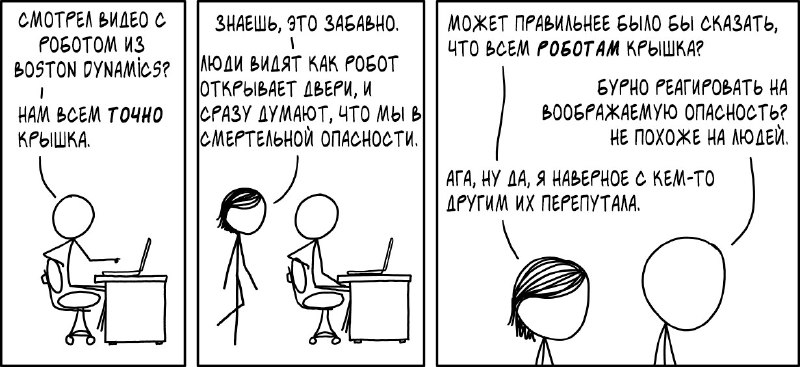 СМОТРЕЛ ВИДЕО С
РОБОТОМ ИЗ
BOSTON DYNAMICS?
НАМ ВСЕМ ТОЧНО
КРЫШКА.
ЗНАЕШЬ, ЭТО ЗАБАВНО.
ЛЮДИ ВИДЯТ КАК РОБОТ
ОТКРЫВАЕТ ДВЕРИ, И
СРАЗУ ДУМАЮТ, ЧТО МЫ В
СМЕРТЕЛЬНОЙ ОПАСНОСТИ.
МОЖЕТ ПРАВИЛЬНЕЕ БЫЛО БЫ СКАЗАТЬ,
ЧТО ВСЕМ РОБОТАМ КРЫШКА?
БУРНО РЕАГИРОВАТЬ НА
ВООБРАЖАЕМУЮ ОПАСНОСТЬ?
НЕ ПОХОЖЕ НА ЛЮДЕЙ.
АГА, НУ ДА, Я НАВЕРНОЕ С КЕМ-ТО
ДРУГИМ ИХ ПЕРЕПУТАЛА.